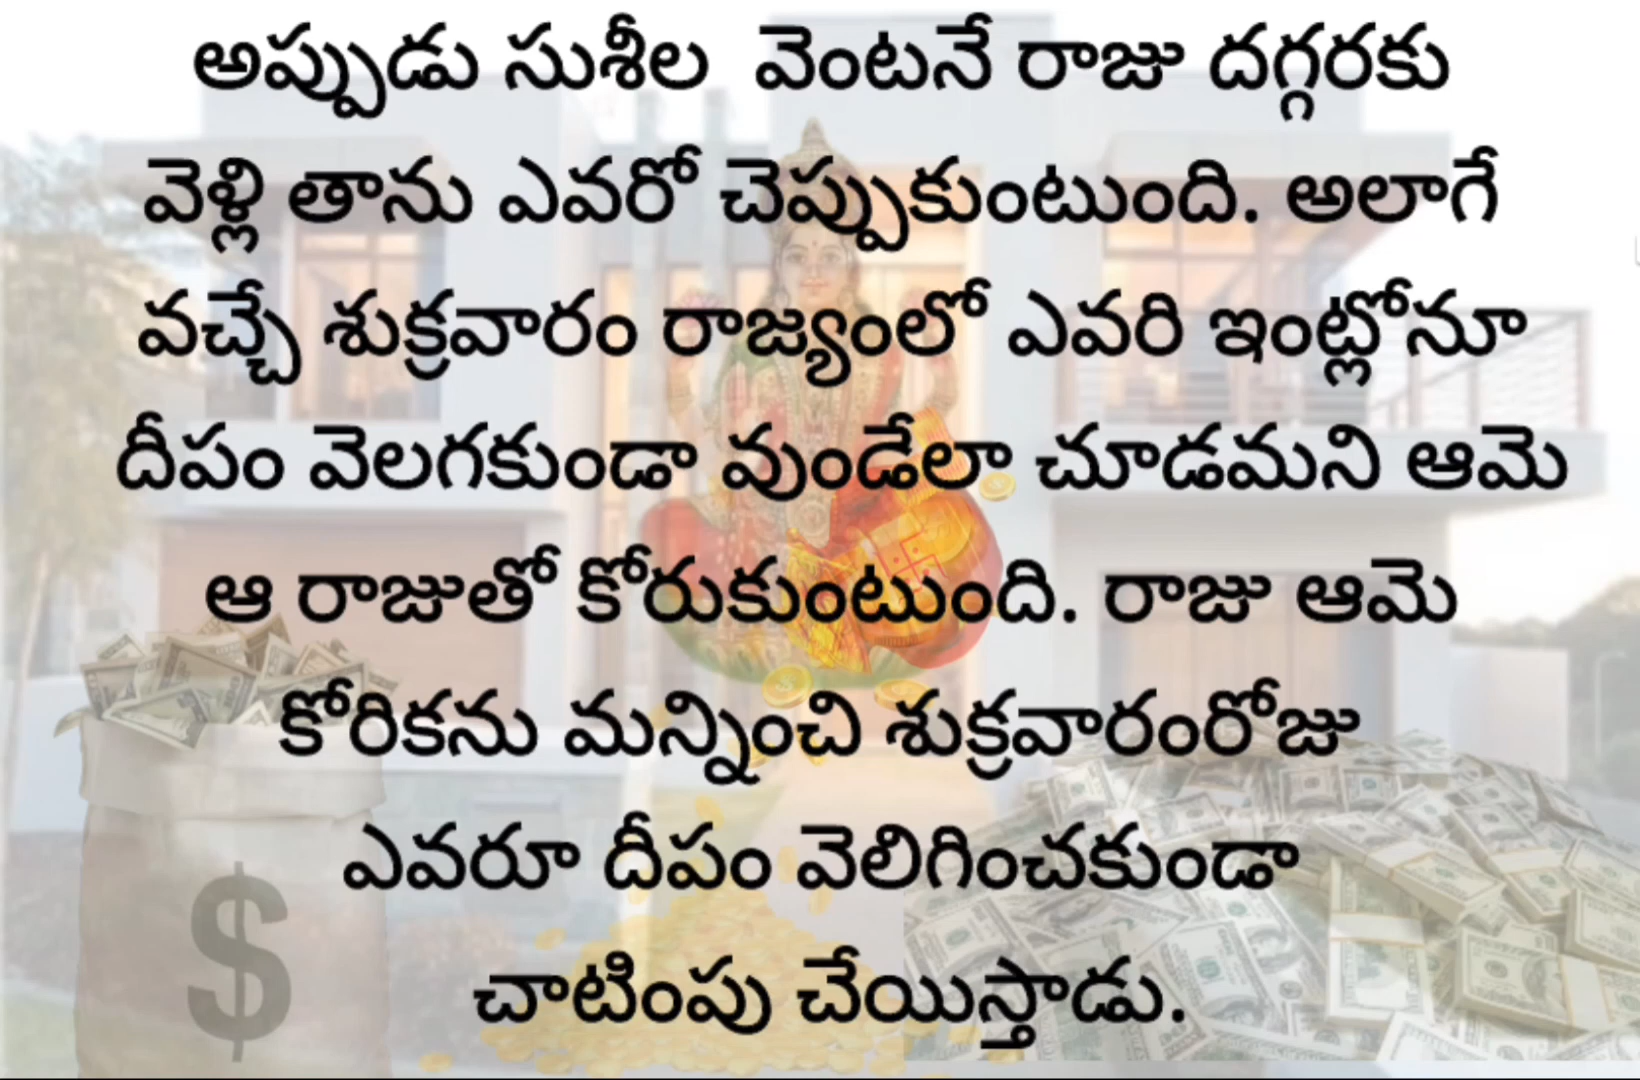 అప్పుడు సుశీల వెంటనే రాజు దగ్గరకు
వెళ్లి తాను ఎవరో చెప్పుకుంటుంది. అలాగే
వచ్చే శుక్రవారం రాజ్యంలో ఎవరి ఇంట్లోనూ
దీపం వెలగకుండా వుండేలా చూడమని ఆమె
ఆ రాజుతో కోరుకుంటుంది. రాజు ఆమె
కోరికను మన్నించి శుక్రవారంరోజు
ఎవరూ దీపం వెలిగించకుండా
చాటింపు చేయిస్తాడు.
$